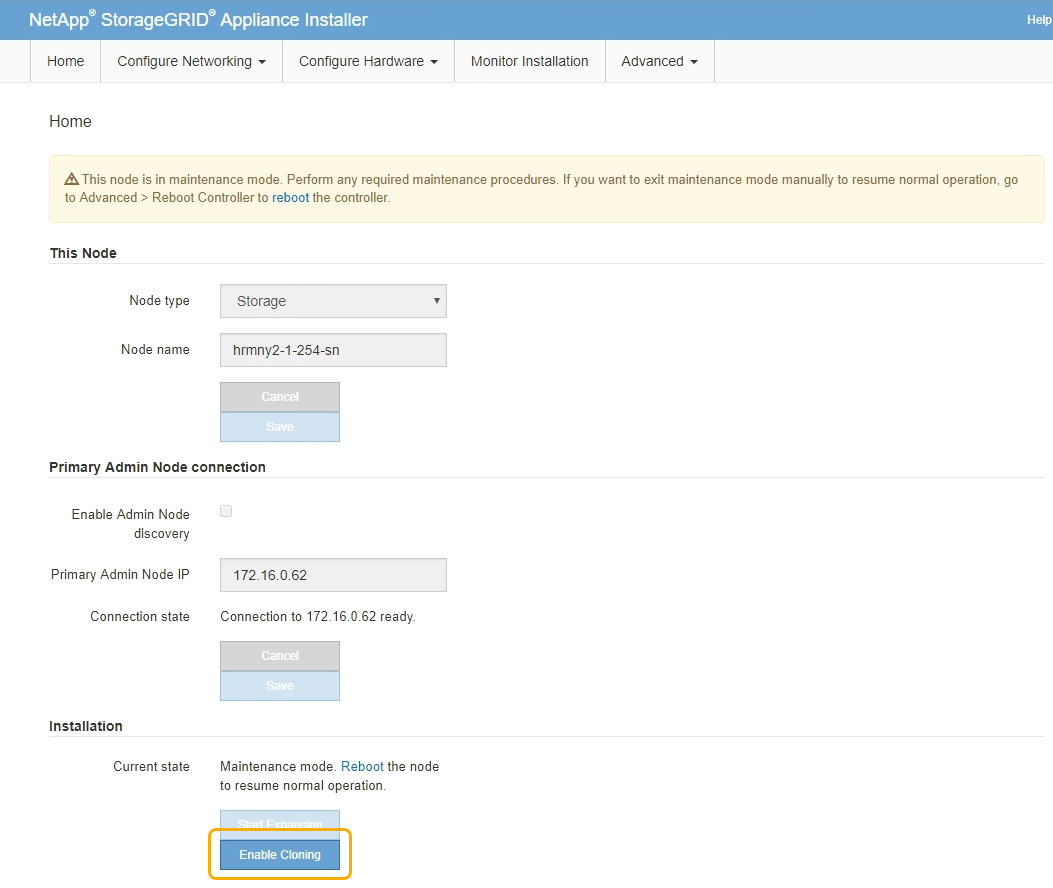 NetApp® StorageGRID® Appliance Installer
Help
Home
Configure Networking
Configure Hardware
Monitor Installation
Advanced
Home
This node is in maintenance mode. Perform any required maintenance procedures. If you want to exit maintenance mode manually to resume normal operation, go
to Advanced > Reboot Controller to reboot the controller.
This Node
Node type
Storage
Node name
hrmny2-1-254-sn
Cancel
Save
Primary Admin Node connection
Enable Admin Node
discovery
Primary Admin Node IP
172.16.0.62
Connection state
Connection to 172.16.0.62 ready.
Cancel
Save
Installation
Current state
Maintenance mode. Reboot the node
to resume normal operation.
Start Expansion
Enable Cloning